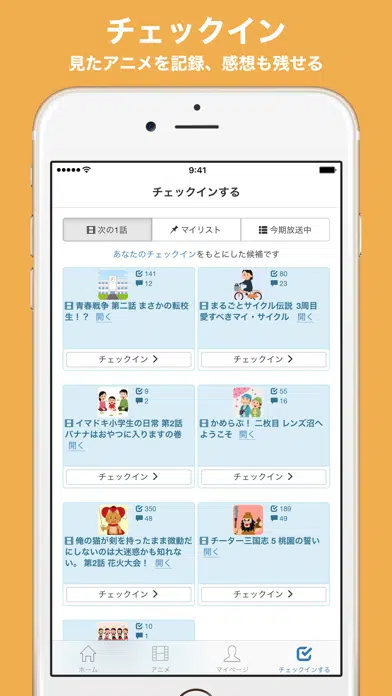 チェックイン
見たアニメを記録、感想も残せる
9:41
チェックインする
次の1話
マイリスト
今期放送中
あなたのチェックインをもとにした候補です
141
12
青春戦争 第二話 まさかの転校
生！？ 開く
チェックイン
80
23
まるごとサイクル伝説 3周目
愛すべきマイ・サイクル 開く
チェックイン
9
2
イマドキ小学生の日常 第2話
バナナはおやつに入りますの巻
開く
チェックイン
55
16
かめらぶ！ 二枚目 レンズ沼へ
ようこそ 開く
チェックイン
350
48
俺の猫が剣を持ったまま微動だ
にしないのは大迷惑かも知れな
い。 第2話 花火大会！ 開く
チェックイン
189
49
チーター三国志 5 桃園の誓い
開く
チェックイン
10
1
ホーム
アニメ
マイページ
チェックインする